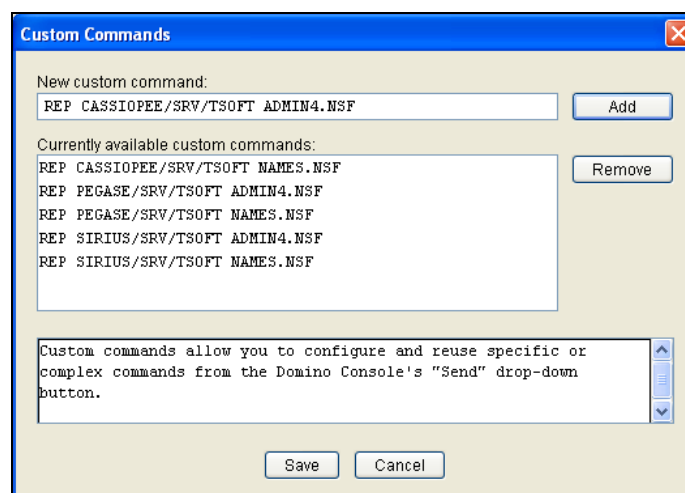 Custom Commands
New custom command:
REP CASSIOPEE/SRV/TSOFT ADMIN4.NSF
Add
Currently available custom commands:
REP CASSIOPEE/SRV/TSOFT NAMES.NSF
Remove
REP PEGASE/SRV/TSOFT ADMIN4.NSF
REP PEGASE/SRV/TSOFT NAMES.NSF
REP SIRIUS/SRV/TSOFT ADMIN4.NSF
REP SIRIUS/SRV/TSOFT NAMES.NSF
Custom commands allow you to configure and reuse specific or
complex commands from the Domino Console's "Send" drop-down
button.
Save
Cancel